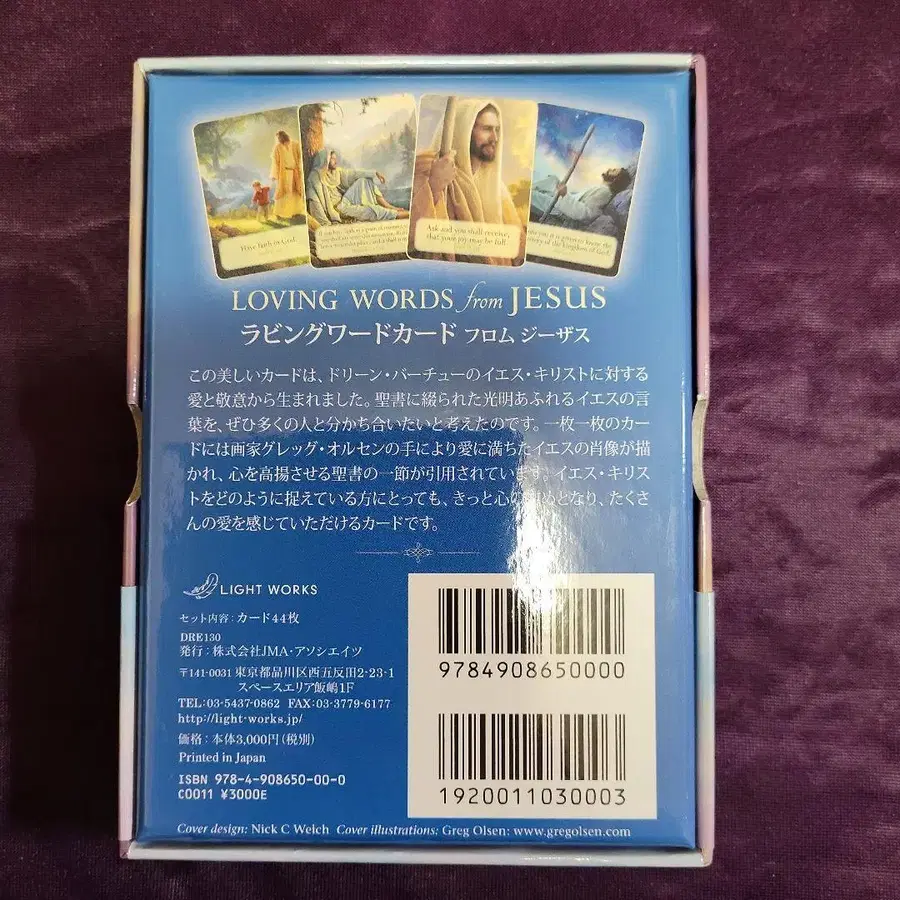 Have faith in God.
Ask and you shall receive,
that your joy may be full.
LOVING WORDS from JESUS
ラビングワードカード フロム ジーザス
この美しいカードは、ドリーン・バーチューのイエス・キリストに対する
愛と敬意から生まれました。聖書に綴られた光明あふれるイエスの言
葉を、ぜひ多くの人と分かち合いたいと考えたのです。一枚一枚のカー
ドには画家グレッグ・オルセンの手により愛に満ちたイエスの肖像が描
かれ、心を高揚させる聖書の一節が引用されています。イエス・キリス
トをどのように捉えている方にとっても、きっと心の となり、たくさ
んの愛を感じていただけるカードです。
LIGHT WORKS
セット内容:カード44枚
DRE130
発行:株式会社JMA・アソシエイツ
〒141-0031 東京都品川区西五反田2-23-1
スペースエリア飯嶋1F
TEL:03-5437-0862 FAX:03-3779-6177
http://light-works.jp/
価格:本体3,000円(税別)
Printed in Japan
ISBN 978-4-908650-00-0
C0011 ¥3000E
9784908650000
1920011030003
Cover design: Nick C Welch Cover illustrations: Greg Olsen: www.gregolsen.com